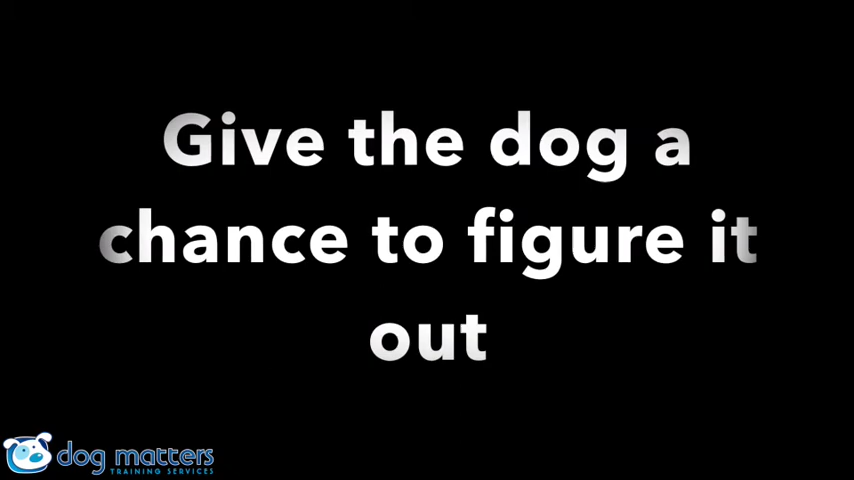 Give the dog a
chance to figure it
out
dog matters
TRAINING SERVICES